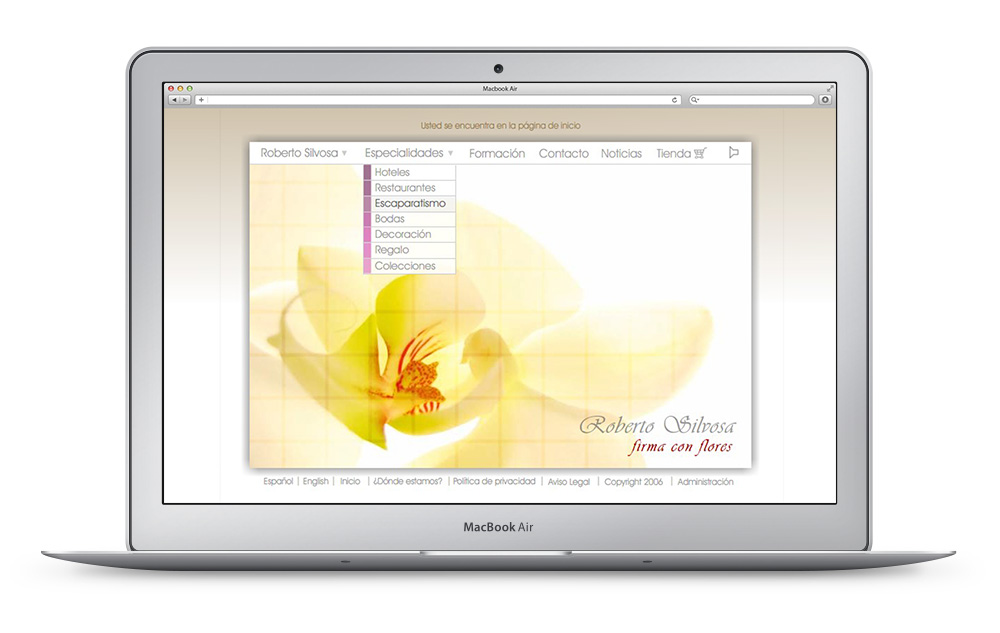 Macbook Air
Usted se encuentra en la página de inicio
Roberto Silvosa Especialidades Formación Contacto Noticias Tienda
Hoteles
Restaurantes
Escaparatismo
Bodas
Decoración
Regalo
Colecciones
Roberto Silvosa
firma con flores
Español | English | Inicio | ¿Dónde estamos? | Política de privacidad | Aviso Legal | Copyright 2006 | Administración
MacBook Air